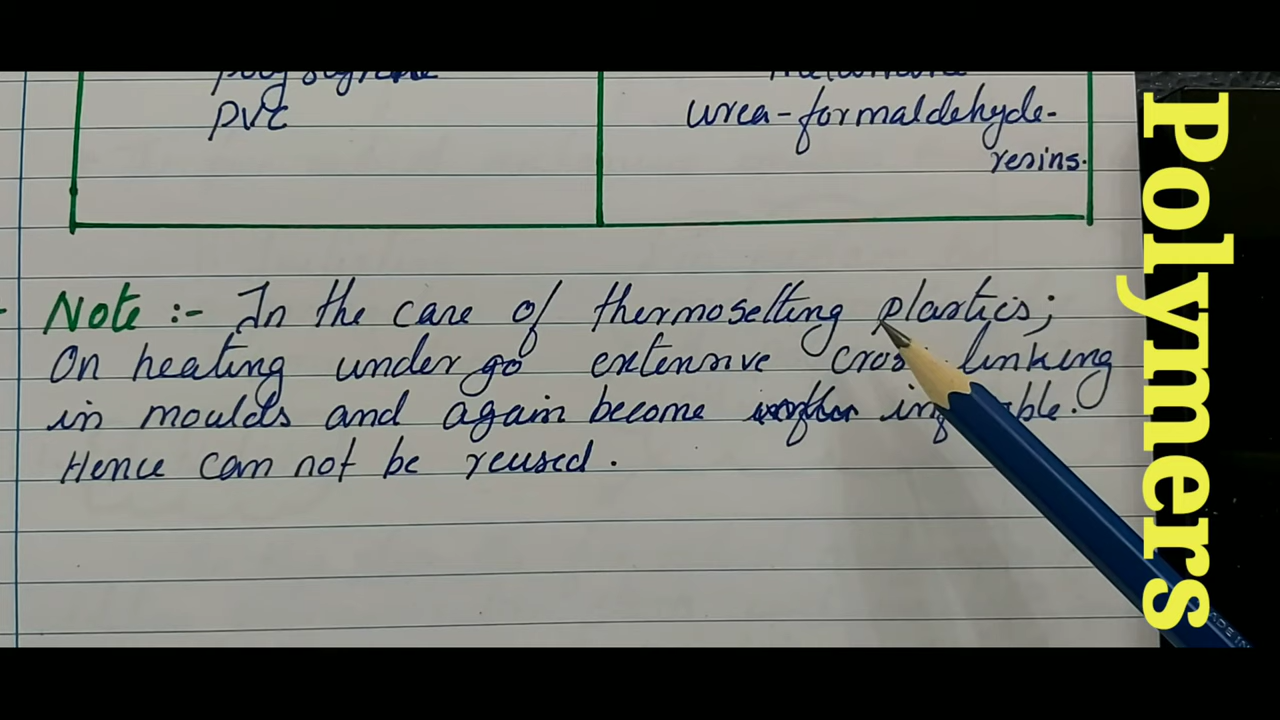 PVC
urea-formaldehyde-
resins.
Note :- In the case of thermosetting plastics;
On heating undergo extensive cross linking
in moulds and again become
Hence can not be reused.
Polymers